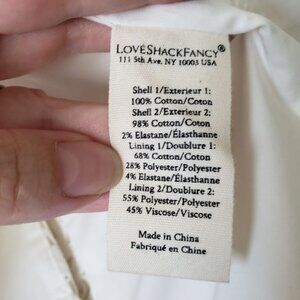 LOVESHACKFANCY®
111 5th Ave, NY 10003 USA
Shell 1/Exterieur 1:
100% Cotton/Coton
Shell 2/Exterieur 2:
98% Cotton/Coton
2% Elastane/Élasthanne
Lining 1/Doublure 1:
68% Cotton/Coton
28% Polyester/Polyester
4% Elastane/Élasthanne
Lining 2/Doublure 2:
55% Polyester/Polyester
45% Viscose/Viscose
Made in China
Fabriqué en Chine